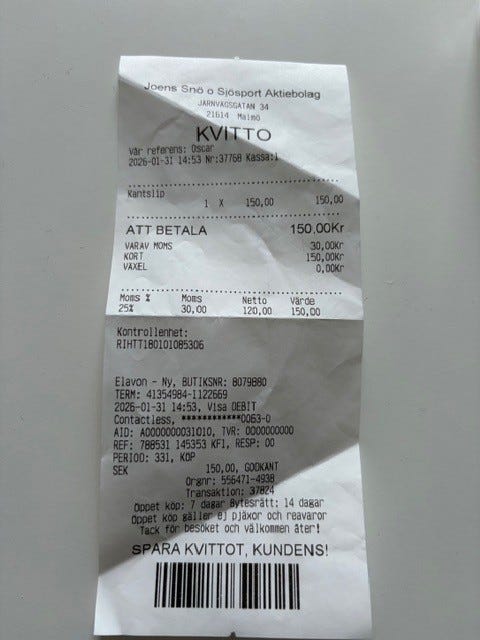 Joens Snö o Sjösport Aktiebolag
JÄRNVÄGSGATAN 34
21614 Malmö
KVITTO
Vår referens: Oscar
2026-01-31 14:53 Nr:37768 Kassa:1
Kantslip
1 X 150,00 150,00
ATT BETALA 150,00Kr
VARAV MOMS 30,00Kr
KORT 150,00Kr
VÄXEL 0,00Kr
Moms % Moms Netto Värde
25% 30,00 120,00 150,00
Kontrollenhet:
RIHTT180101085306
Elavon - Ny, BUTIKSNR: 8079880
TERM: 41354984-1122669
2026-01-31 14:53, Visa DEBIT
Contactless, ************0063-0
AID: A0000000031010, TVR: 0000000000
REF: 788531 145353 KF1, RESP: 00
PERIOD: 331, KÖP
SEK 150,00, GODKÄNT
Orgnr: 556471-4938
Transaktion: 37824
Öppet köp: 7 dagar Bytesrätt: 14 dagar
Öppet köp gäller ej pjäxor och reavaror
Tack för besöket och välkommen åter!
SPARA KVITTOT, KUNDENS!